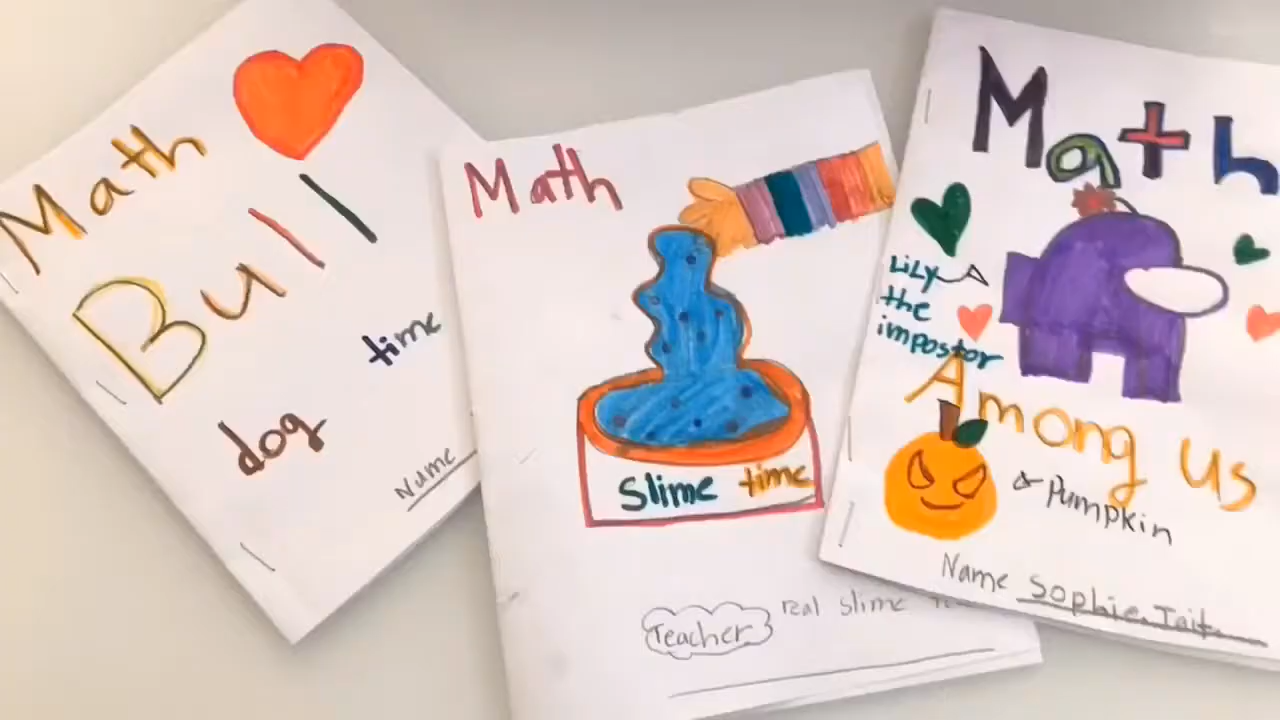 Math
Bull
time
dog
Name
Math
slime time
Teacher
real slime
Math
Lily
the
impostor
Among us
Pumpkin
Name Sophie Tait